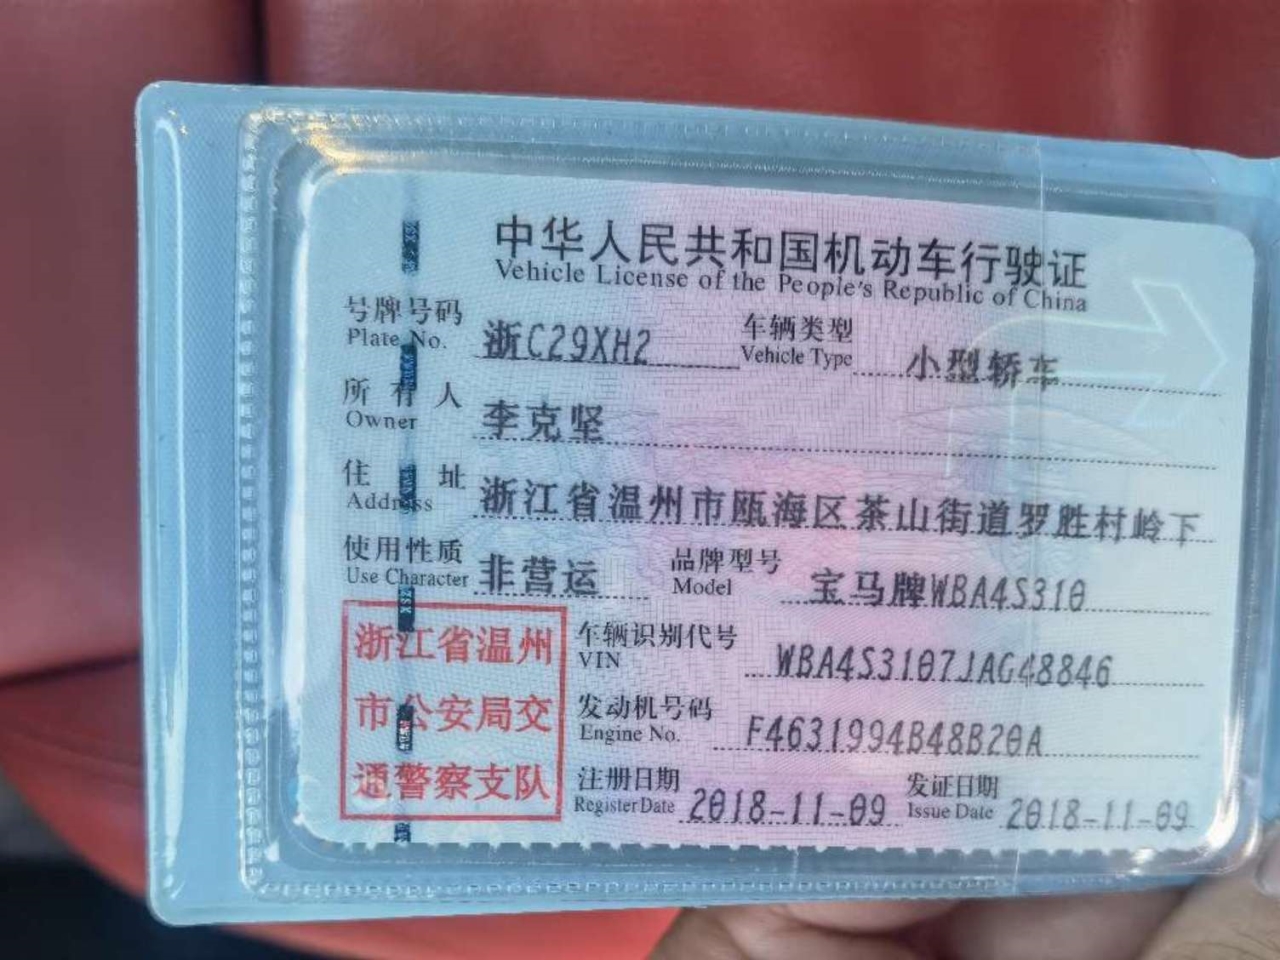 中华人民共和国机动车行驶证
Vehicle License of the People's Republic of China
号牌号码 浙C29XH2 车辆类型 小型轿车
Plate No. Vehicle Type
所有人 李克坚
Owner
住址 浙江省温州市瓯海区茶山街道罗胜村岭下
Address
使用性质 非营运 品牌型号 宝马牌WBA4S310
Use Character Model
浙江省温州
市公安局交
通警察支队
车辆识别代号 WBA4S3107JAG48846
VIN
发动机号码 F4631994B48B20A
Engine No.
注册日期 2018-11-09 发证日期 2018-11-09
Register Date Issue Date